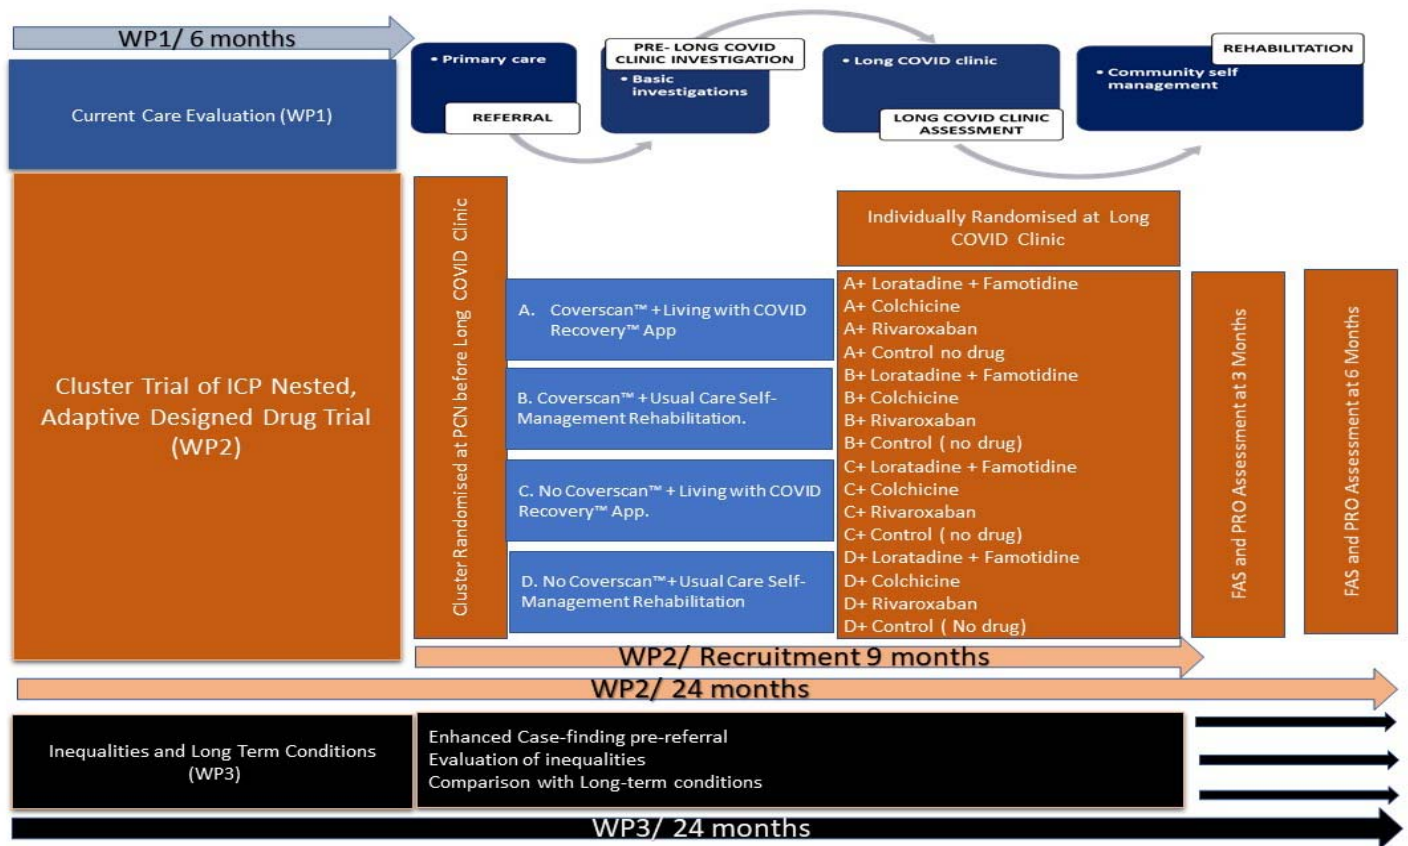 WP1/ 6 months
Current Care Evaluation (WP1)
• Primary care
REFERRAL
PRE- LONG COVID
CLINIC INVESTIGATION
• Basic
investigations
• Long COVID clinic
LONG COVID CLINIC
ASSESSMENT
REHABILITATION
• Community self
management
Cluster Trial of ICP Nested,
Adaptive Designed Drug Trial
(WP2)
Cluster Randomised at PCN before Long COVID Clinic
A. Coverscan™ + Living with COVID
Recovery™ App
B. Coverscan™ + Usual Care Self-
Management Rehabilitation.
C. No Coverscan™ + Living with COVID
Recovery™ App.
D. No Coverscan™+ Usual Care Self-
Management Rehabilitation
Individually Randomised at Long
COVID Clinic
A+ Loratadine + Famotidine
A+ Colchicine
A+ Rivaroxaban
A+ Control no drug
B+ Loratadine + Famotidine
B+ Colchicine
B+ Rivaroxaban
B+ Control ( no drug)
C+ Loratadine + Famotidine
C+ Colchicine
C+ Rivaroxaban
C+ Control ( no drug)
D+ Loratadine + Famotidine
D+ Colchicine
D+ Rivaroxaban
D+ Control ( No drug)
FAS and PRO Assessment at 3 Months
FAS and PRO Assessment at 6 Months
WP2/ Recruitment 9 months
WP2/ 24 months
Inequalities and Long Term Conditions
(WP3)
Enhanced Case-finding pre-referral
Evaluation of inequalities
Comparison with Long-term conditions
WP3/ 24 months